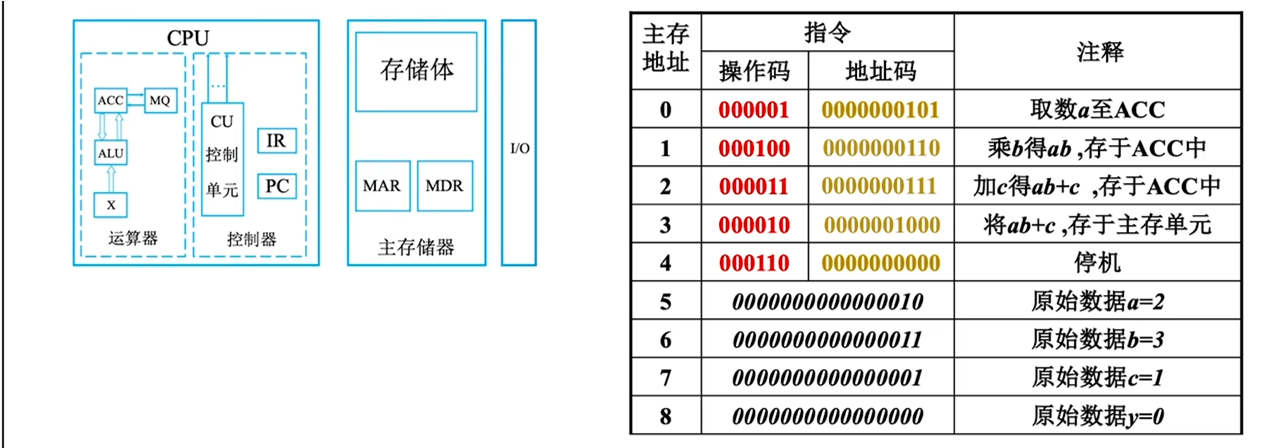 CPU
ACC
MQ
ALU
X
运算器
...
CU
控制
单元
IR
PC
控制器
存储体
MAR
MDR
主存储器
I/O
主存
地址
指令
注释
操作码
地址码
0 000001 0000000101 取数a至ACC
1 000100 0000000110 乘b得ab ,存于ACC中
2 000011 0000000111 加c得ab+c ,存于ACC中
3 000010 0000001000 将ab+c ,存于主存单元
4 000110 0000000000 停机
5 0000000000000010 原始数据a=2
6 0000000000000011 原始数据b=3
7 0000000000000001 原始数据c=1
8 0000000000000000 原始数据y=0